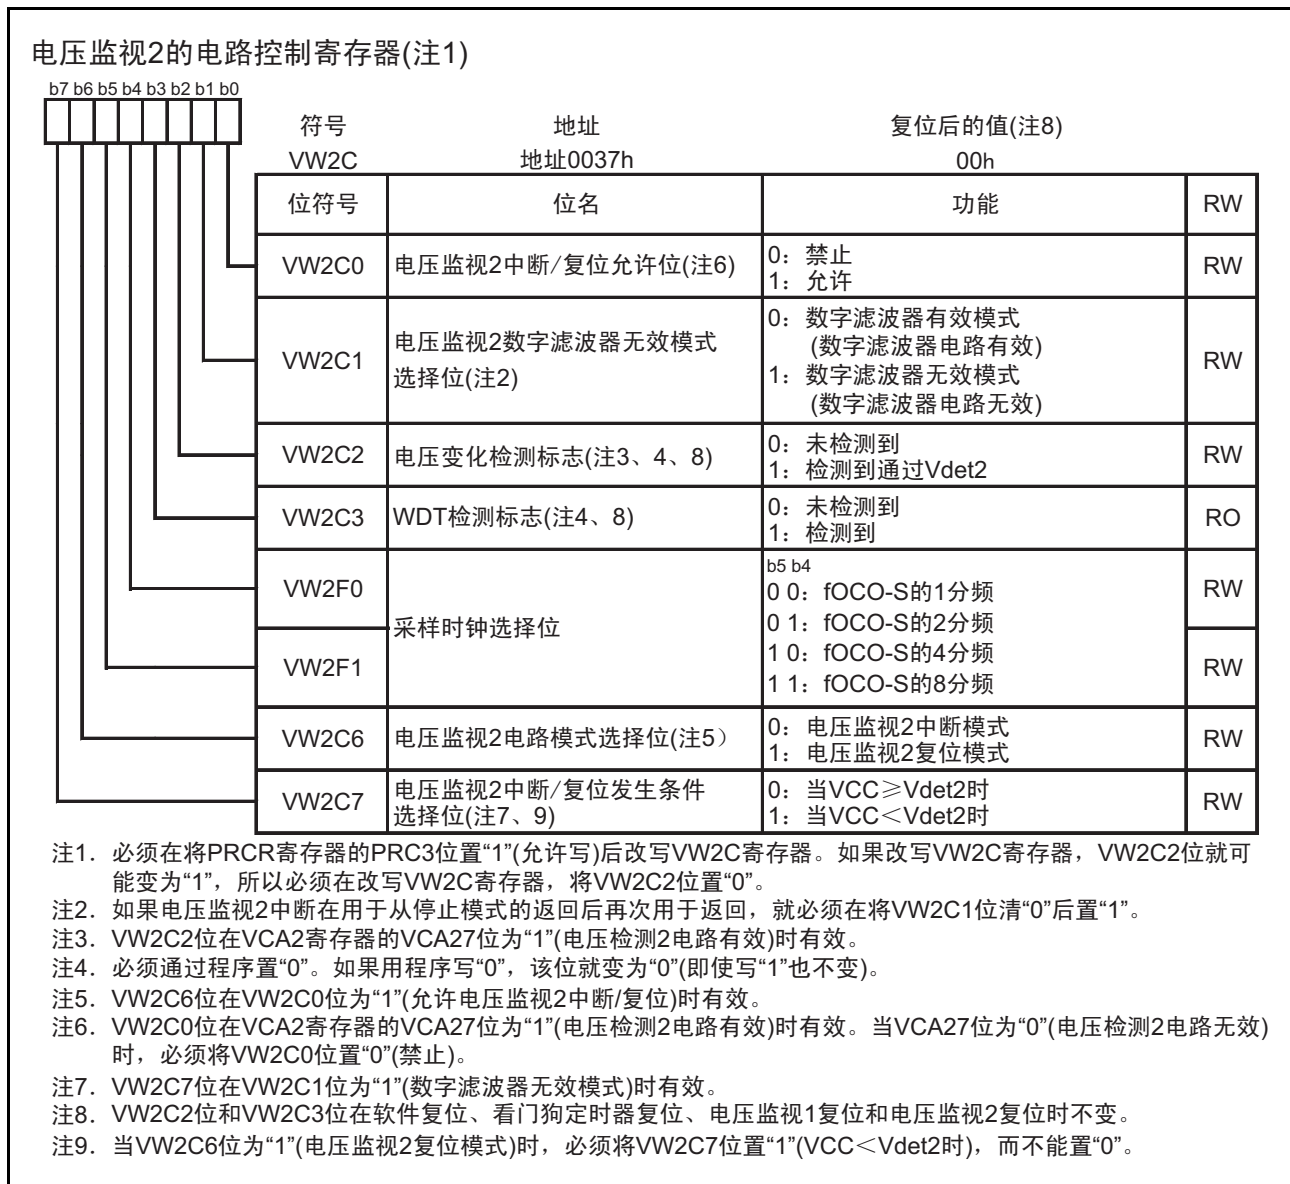 电压监视2的电路控制寄存器(注1)
b7 b6 b5 b4 b3 b2 b1 b0
符号 地址 复位后的值(注8)
VW2C 地址0037h 00h
位符号 位名 功能 RW
VW2C0 电压监视2中断/复位允许位(注6) 0：禁止 RW
1：允许
VW2C1 电压监视2数字滤波器无效模式 0：数字滤波器有效模式 RW
选择位(注2) (数字滤波器电路有效)
1：数字滤波器无效模式
(数字滤波器电路无效)
VW2C2 电压变化检测标志(注3、4、8) 0：未检测到 RW
1：检测到通过Vdet2
VW2C3 WDT检测标志(注4、8) 0：未检测到 RO
1：检测到
b5 b4
VW2F0 采样时钟选择位 0 0：fOCO-S的1分频 RW
0 1：fOCO-S的2分频
VW2F1 1 0：fOCO-S的4分频 RW
1 1：fOCO-S的8分频
VW2C6 电压监视2电路模式选择位(注5） 0：电压监视2中断模式 RW
1：电压监视2复位模式
VW2C7 电压监视2中断/复位发生条件 0：当VCC≥Vdet2时 RW
选择位(注7、9) 1：当VCC＜Vdet2时
注1．必须在将PRCR寄存器的PRC3位置“1”(允许写)后改写VW2C寄存器。如果改写VW2C寄存器，VW2C2位就可
能变为“1”，所以必须在改写VW2C寄存器，将VW2C2位置“0”。
注2．如果电压监视2中断在用于从停止模式的返回后再次用于返回，就必须在将VW2C1位清“0”后置“1”。
注3．VW2C2位在VCA2寄存器的VCA27位为“1”(电压检测2电路有效)时有效。
注4．必须通过程序置“0”。如果用程序写“0”，该位就变为“0”(即使写“1”也不变)。
注5．VW2C6位在VW2C0位为“1”(允许电压监视2中断/复位)时有效。
注6．VW2C0位在VCA2寄存器的VCA27位为“1”(电压检测2电路有效)时有效。当VCA27位为“0”(电压检测2电路无效)
时，必须将VW2C0位置“0”(禁止)。
注7．VW2C7位在VW2C1位为“1”(数字滤波器无效模式)时有效。
注8．VW2C2位和VW2C3位在软件复位、看门狗定时器复位、电压监视1复位和电压监视2复位时不变。
注9．当VW2C6位为“1”(电压监视2复位模式)时，必须将VW2C7位置“1”(VCC＜Vdet2时)，而不能置“0”。